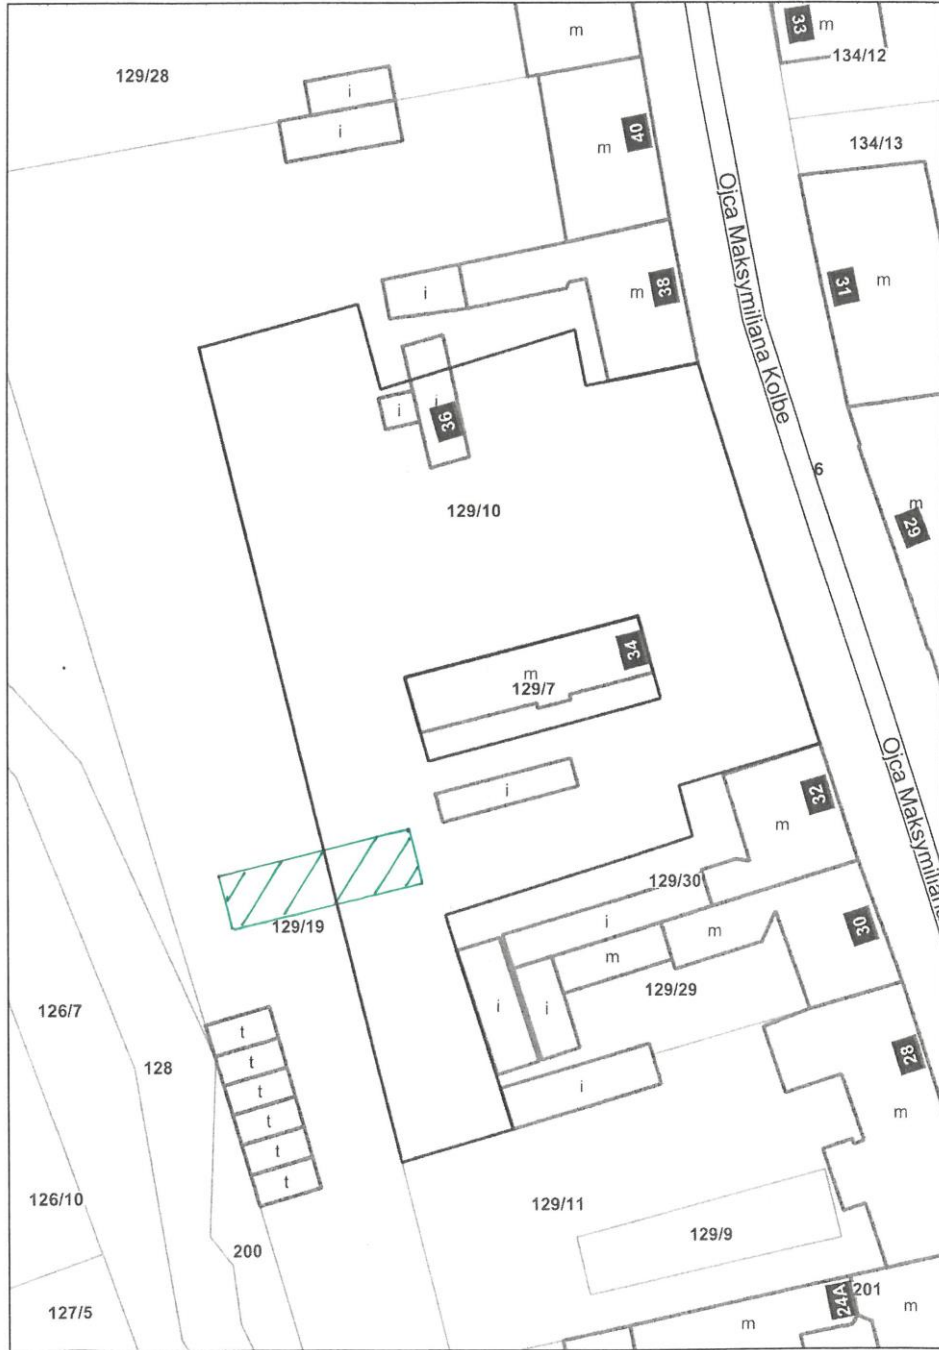 m
33
m
129/28
134/12
i
i
40
m
134/13
Ojca Maksymiliana Kolbe
i
m
38
13
m
i
i
36
6
129/10
m
62
34
m
129/7
Ojca Maksymiliana
i
32
m
129/30
129/19
i
m
m
30
i
i
129/29
126/7
t
128
t
28
t
i
m
t
t
t
126/10
129/11
129/9
200
201
24A
m
127/5
m